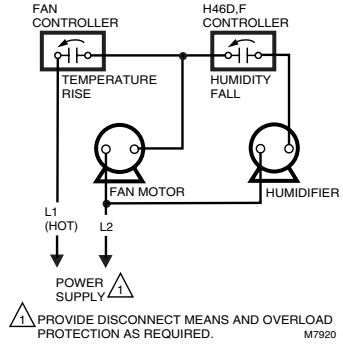 FAN
CONTROLLER
H46D,F
CONTROLLER
TEMPERATURE
RISE
HUMIDITY
FALL
FAN MOTOR
HUMIDIFIER
L1
(HOT)
L2
POWER
SUPPLY
1
1 PROVIDE DISCONNECT MEANS AND OVERLOAD
PROTECTION AS REQUIRED.
M7920